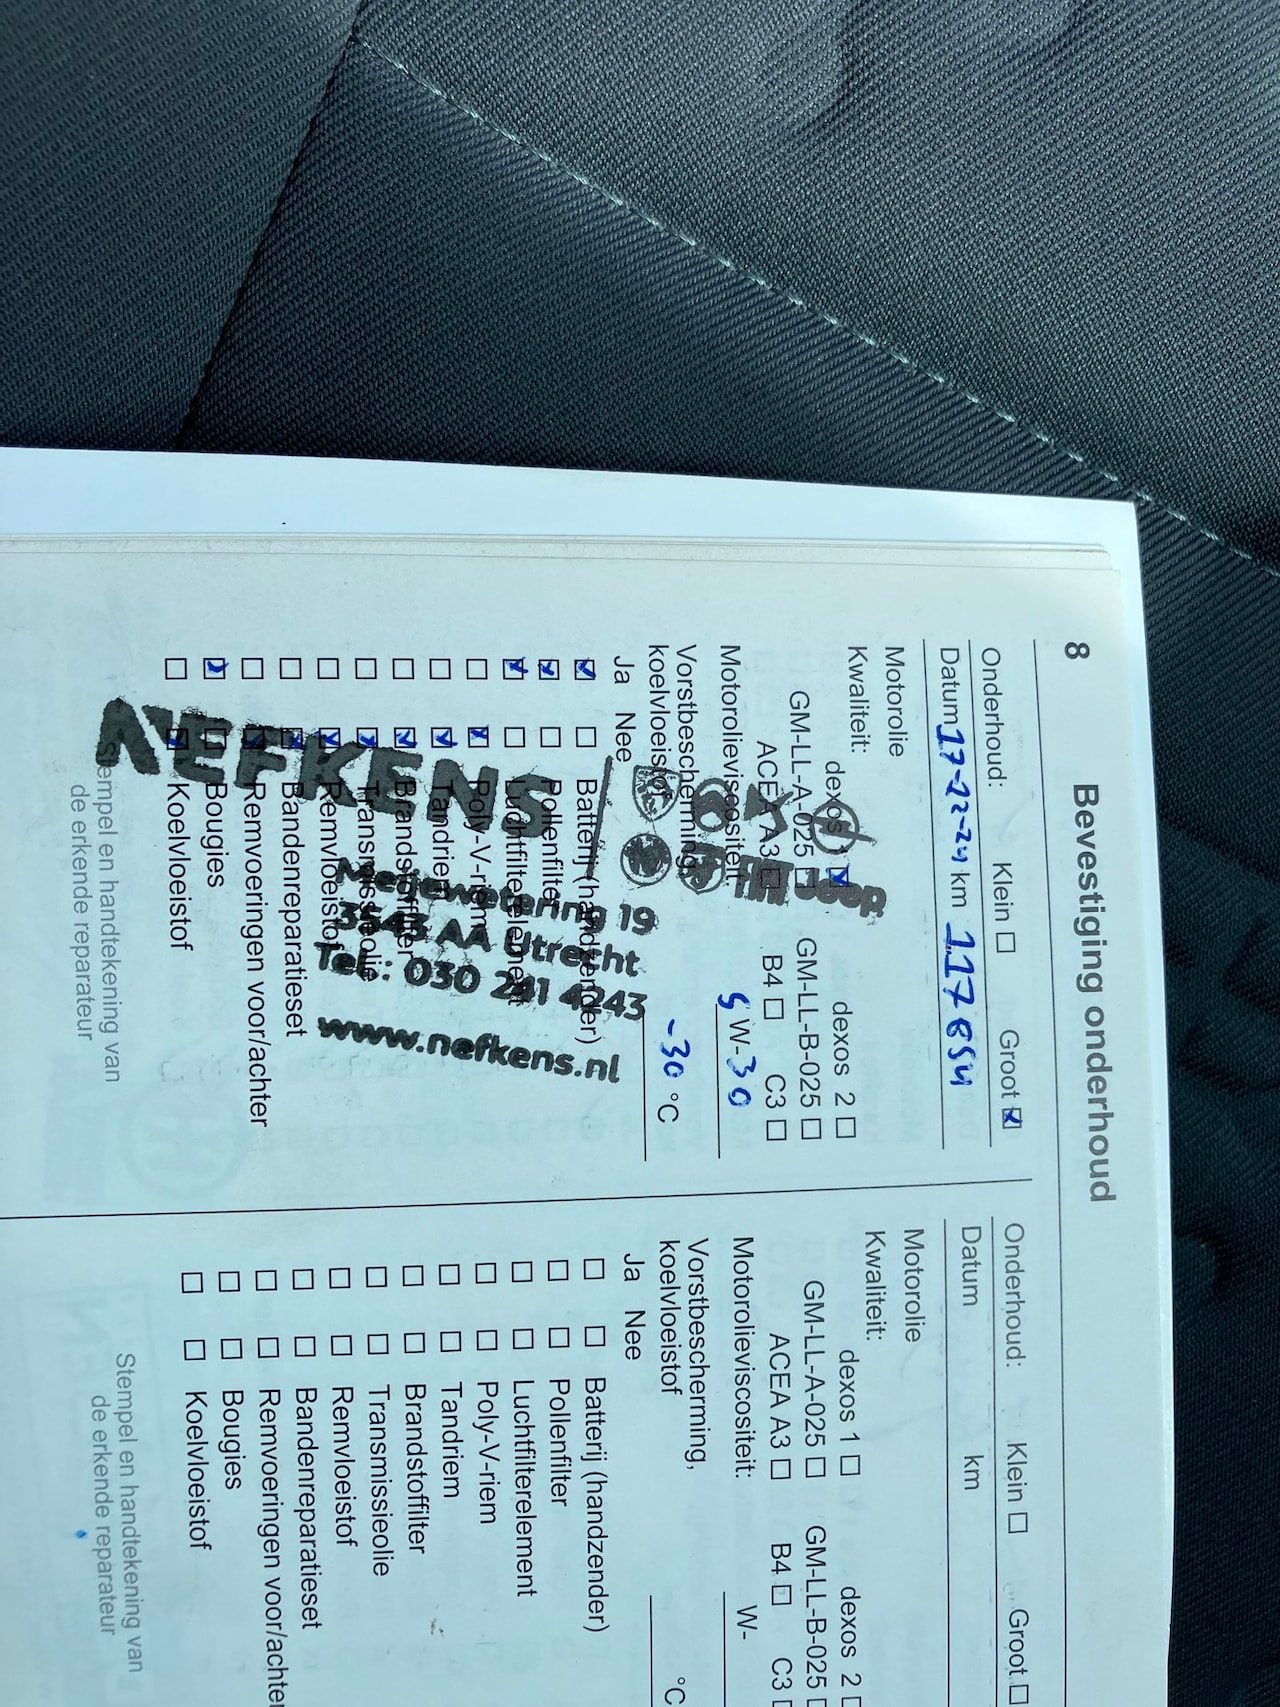 8 Bevestiging onderhoud
Onderhoud: Klein ☐ Groot ☑
Datum 17-12-24 km
Motorolie
Kwaliteit: dexos 1 ☑ dexos 2 ☐
GM-LL-A-025 ☐ GM-LL-B-025 ☐
ACEA A3 ☐ B4 ☐ C3 ☐
Motorolieviscositeit: 5 W-30
Vorstbescherming,
koelvloeistof -30 °C
Ja Nee
☑ ☐ Batterij (handzender)
☑ ☐ Pollenfilter
☑ ☐ Luchtfilterelement
☐ ☑ Poly-V-riem
☐ ☑ Tandriem
☐ ☑ Brandstoffilter
☐ ☑ Transmissieolie
☐ ☑ Remvloeistof
☐ ☑ Bandenreparatieset
☐ ☑ Remvoeringen voor/achter
☑ ☐ Bougies
☐ ☑ Koelvloeistof
Stempel en handtekening van
de erkende reparateur
NEFKENS
19
3543 AA Utrecht
Tel.: 030 241 4243
www.nefkens.nl
Onderhoud: Klein ☐ Groot ☐
Datum km
Motorolie
Kwaliteit: dexos 1 ☐ dexos 2 ☐
GM-LL-A-025 ☐ GM-LL-B-025 ☐
ACEA A3 ☐ B4 ☐ C3 ☐
Motorolieviscositeit: W-
Vorstbescherming,
koelvloeistof °C
Ja Nee
☐ ☐ Batterij (handzender)
☐ ☐ Pollenfilter
☐ ☐ Luchtfilterelement
☐ ☐ Poly-V-riem
☐ ☐ Tandriem
☐ ☐ Brandstoffilter
☐ ☐ Transmissieolie
☐ ☐ Remvloeistof
☐ ☐ Bandenreparatieset
☐ ☐ Remvoeringen voor/achter
☐ ☐ Bougies
☐ ☐ Koelvloeistof
Stempel en handtekening van
de erkende reparateur